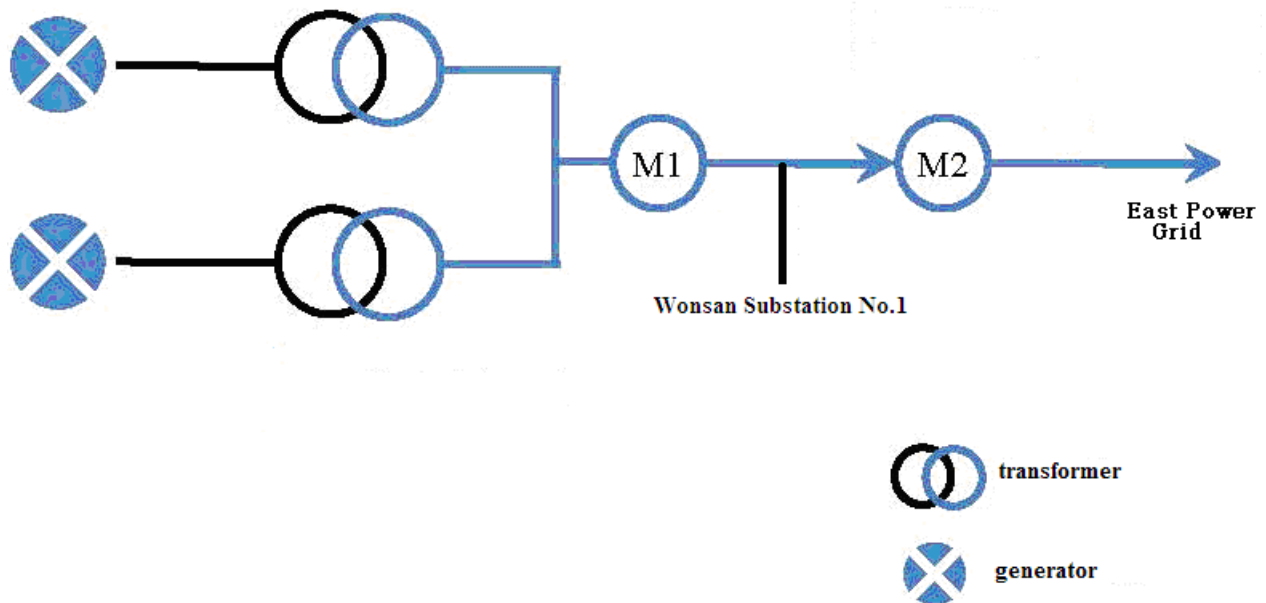 M1
M2
East Power
Grid
Wonsan Substation No.1
transformer
generator